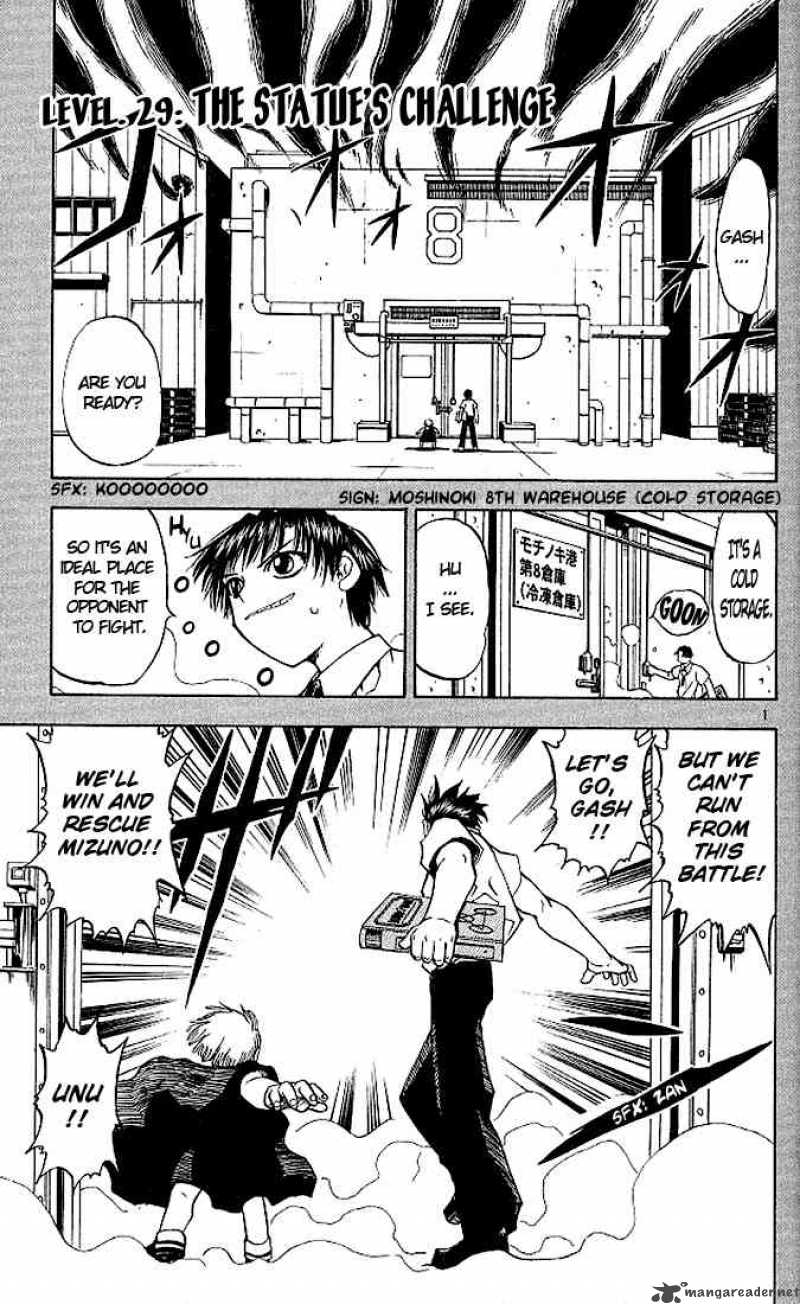 LEVEL. 29: THE STATUE'S CHALLENGE
8
GASH
...
ARE YOU
READY?
SFX: KOOOOOOOO
SIGN: MOSHINOKI 8TH WAREHOUSE (COLD STORAGE)
IT'S A
COLD
STORAGE.
モチノキ港
第8倉庫
(冷凍倉庫)
GOON
HU
...
I SEE.
HYU
SO IT'S AN
IDEAL PLACE
FOR THE
OPPONENT
TO FIGHT.
1
BUT WE
CAN'T
RUN
FROM
THIS
BATTLE!
LET'S
GO,
GASH
!!
WE'LL
WIN AND
RESCUE
MIZUNO!!
UNU
!!
SFX: ZAN
mangareader.net